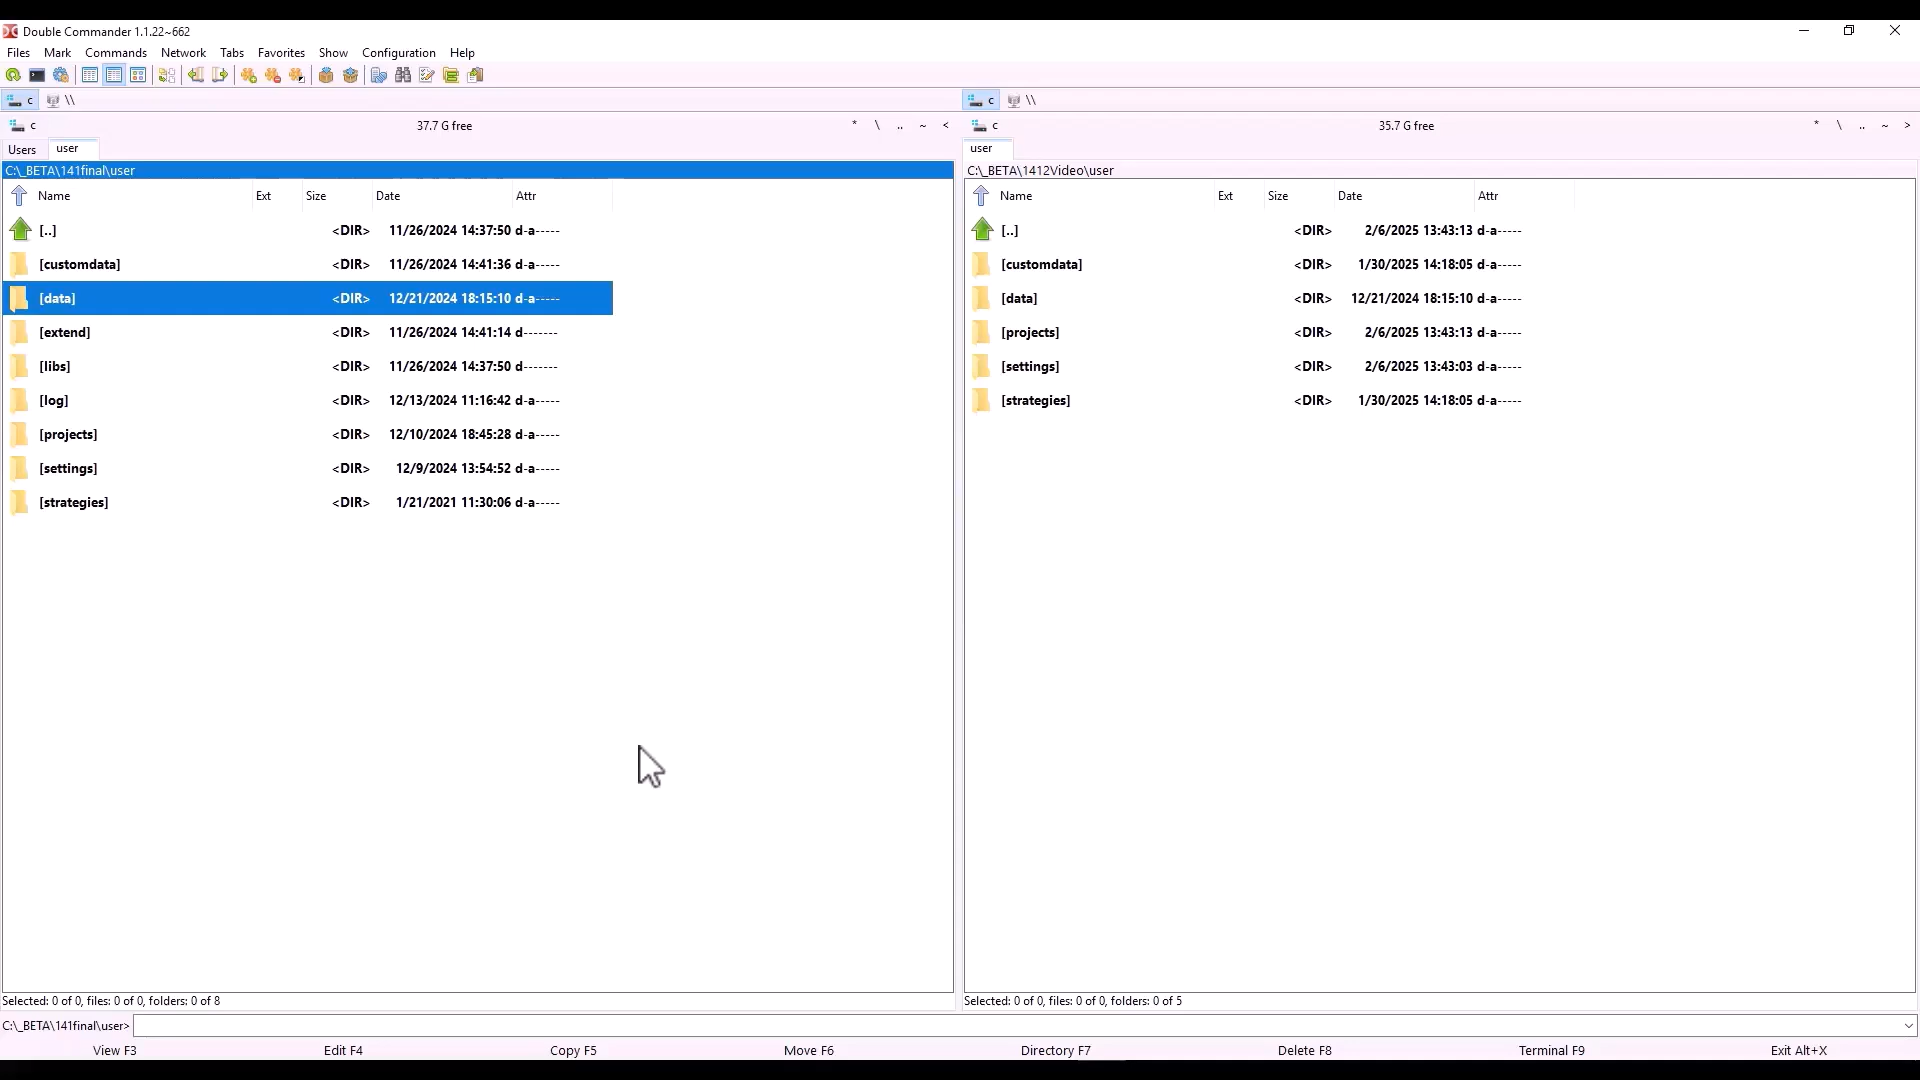 Double Commander 1.1.22~662
Files Mark Commands Network Tabs Favorites Show Configuration Help
c \\ c \\
c 37.7 G free * \ .. ~ < c 35.7 G free * \ .. ~ >
Users user user
C:\_BETA\141final\user C:\_BETA\1412Video\user
Name Ext Size Date Attr Name Ext Size Date Attr
[..] <DIR> 11/26/2024 14:37:50 d-a----- [..] <DIR> 2/6/2025 13:43:13 d-a-----
[customdata] <DIR> 11/26/2024 14:41:36 d-a----- [customdata] <DIR> 1/30/2025 14:18:05 d-a-----
[data] <DIR> 12/21/2024 18:15:10 d-a----- [data] <DIR> 12/21/2024 18:15:10 d-a-----
[extend] <DIR> 11/26/2024 14:41:14 d------- [projects] <DIR> 2/6/2025 13:43:13 d-a-----
[libs] <DIR> 11/26/2024 14:37:50 d------- [settings] <DIR> 2/6/2025 13:43:03 d-a-----
[log] <DIR> 12/13/2024 11:16:42 d-a----- [strategies] <DIR> 1/30/2025 14:18:05 d-a-----
[projects] <DIR> 12/10/2024 18:45:28 d-a-----
[settings] <DIR> 12/9/2024 13:54:52 d-a-----
[strategies] <DIR> 1/21/2021 11:30:06 d-a-----
Selected: 0 of 0, files: 0 of 0, folders: 0 of 8 Selected: 0 of 0, files: 0 of 0, folders: 0 of 5
C:\_BETA\141final\user>
View F3 Edit F4 Copy F5 Move F6 Directory F7 Delete F8 Terminal F9 Exit Alt+X